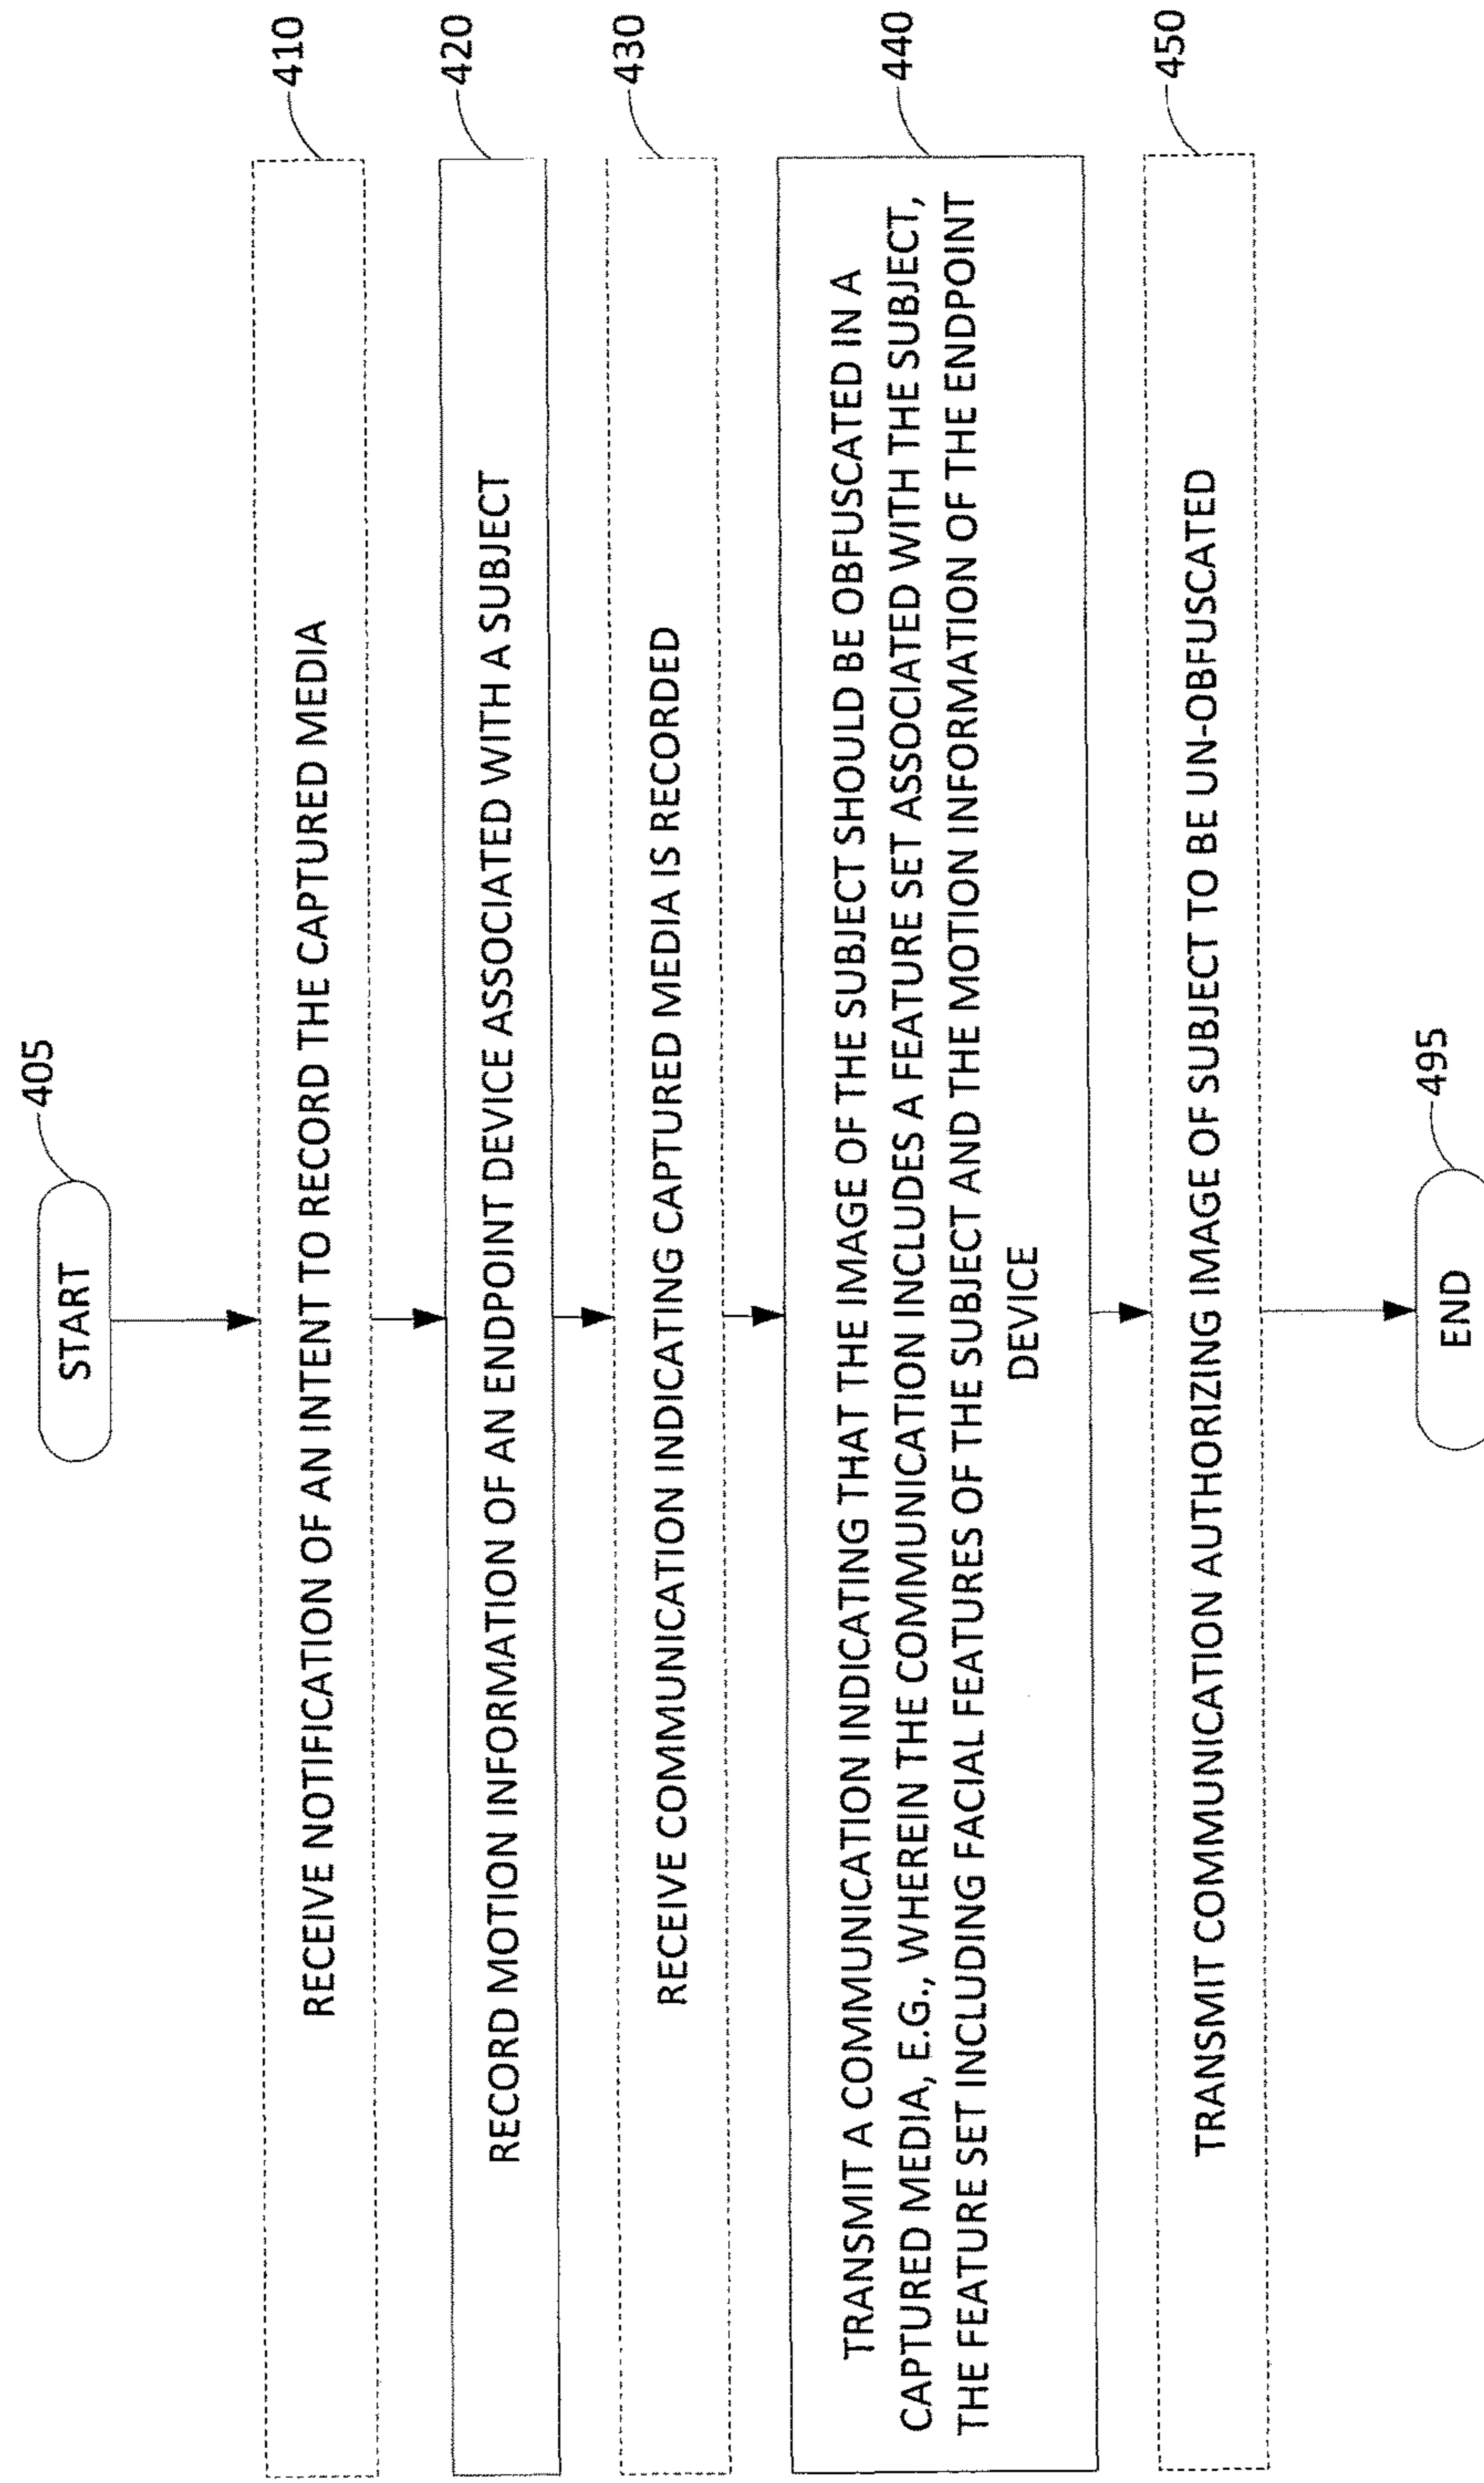 START
405
RECEIVE NOTIFICATION OF AN INTENT TO RECORD THE CAPTURED MEDIA
410
RECORD MOTION INFORMATION OF AN ENDPOINT DEVICE ASSOCIATED WITH A SUBJECT
420
RECEIVE COMMUNICATION INDICATING CAPTURED MEDIA IS RECORDED
430
TRANSMIT A COMMUNICATION INDICATING THAT THE IMAGE OF THE SUBJECT SHOULD BE OBFUSCATED IN A
CAPTURED MEDIA, E.G., WHEREIN THE COMMUNICATION INCLUDES A FEATURE SET ASSOCIATED WITH THE SUBJECT,
THE FEATURE SET INCLUDING FACIAL FEATURES OF THE SUBJECT AND THE MOTION INFORMATION OF THE ENDPOINT
DEVICE
440
TRANSMIT COMMUNICATION AUTHORIZING IMAGE OF SUBJECT TO BE UN-OBFUSCATED
450
END
495